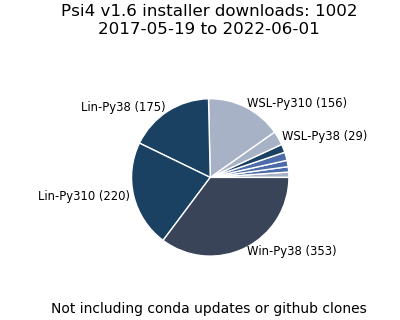 Psi4 v1.6 installer downloads: 1002
2017-05-19 to 2022-06-01
WSL-Py310 (156)
Lin-Py38 (175)
WSL-Py38 (29)
Lin-Py310 (220)
Win-Py38 (353)
Not including conda updates or github clones